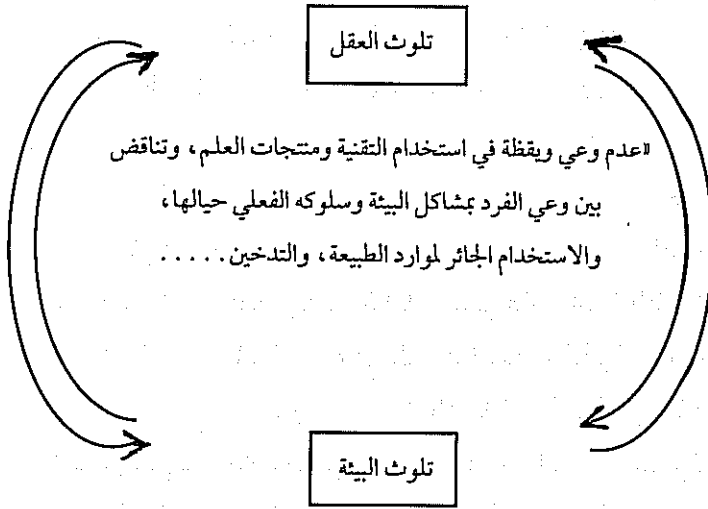 تلوث العقل
«عدم وعي ويقظة في استخدام التقنية ومنتجات العلم، وتناقض
بين وعي الفرد بمشاكل البيئة وسلوكه الفعلي حيالها،
والاستخدام الجائر لموارد الطبيعة، والتدخين.....
تلوث البيئة